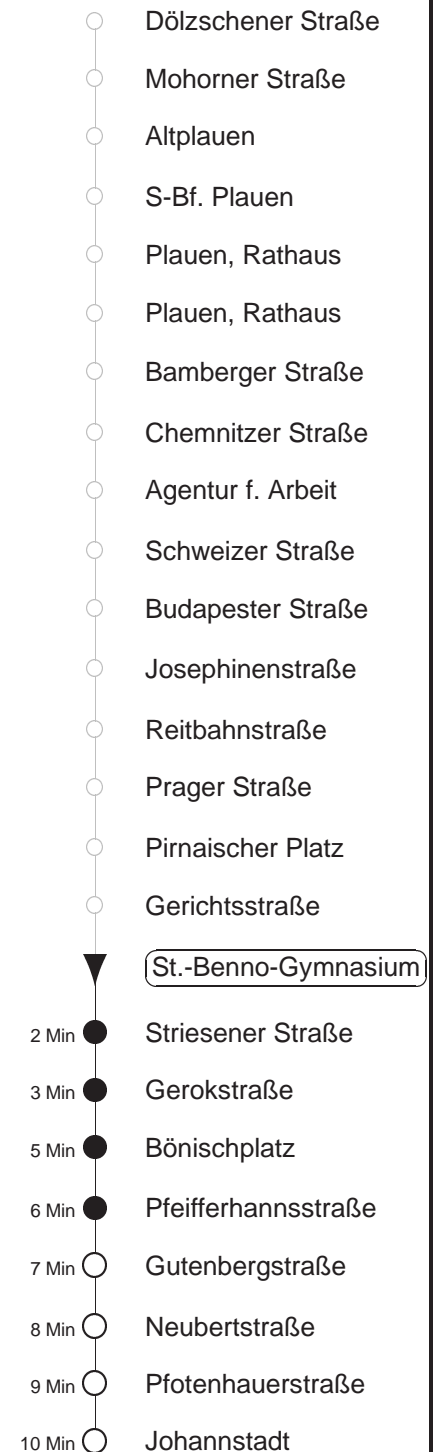 Dölzschener Straße
Mohorner Straße
Altplauen
S-Bf. Plauen
Plauen, Rathaus
Plauen, Rathaus
Bamberger Straße
Chemnitzer Straße
Agentur f. Arbeit
Schweizer Straße
Budapester Straße
Josephinenstraße
Reitbahnstraße
Prager Straße
Pirnaischer Platz
Gerichtsstraße
St.-Benno-Gymnasium
2 Min Striesener Straße
3 Min Gerokstraße
5 Min Bönischplatz
6 Min Pfeifferhannsstraße
7 Min Gutenbergstraße
8 Min Neubertstraße
9 Min Pfotenhauerstraße
10 Min Johannstadt